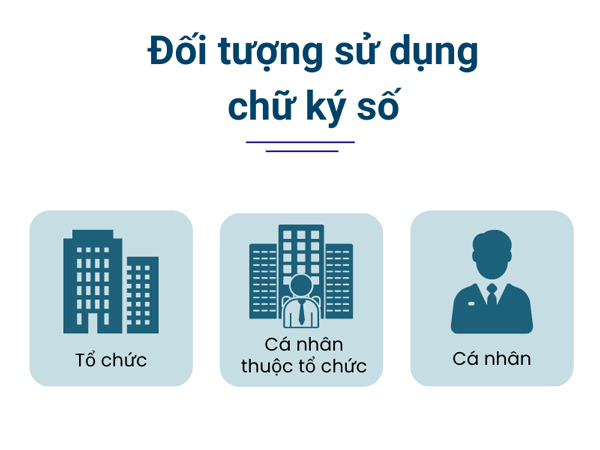 Đối tượng sử dụng
chữ ký số
Tổ chức
Cá nhân
thuộc tổ chức
Cá nhân